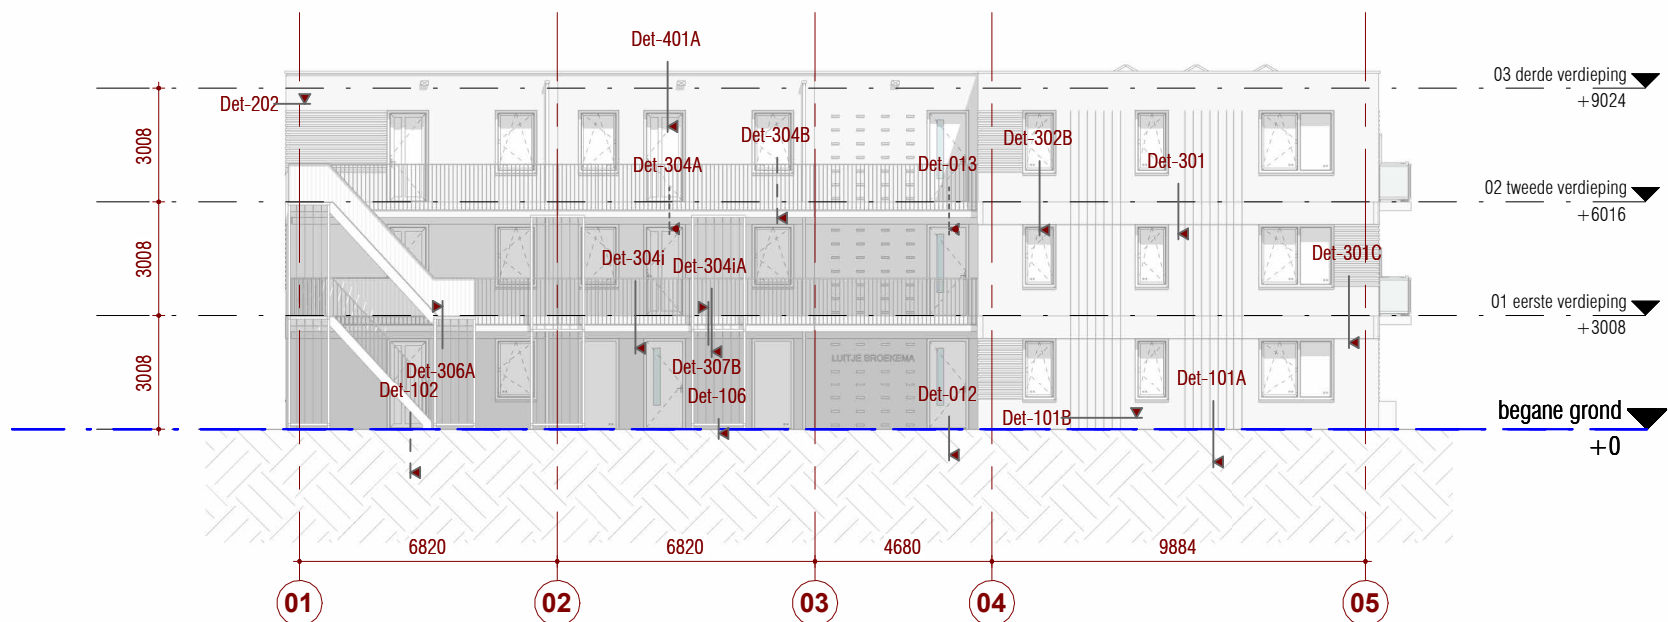 Det-401A
03 derde verdieping
+9024
Det-202
3008
Det-304B
Det-302B
Det-304A
Det-013
Det-301
02 tweede verdieping
+6016
3008
Det-304i
Det-304iA
Det-301C
01 eerste verdieping
+3008
3008
LUITJE BROEKEMA
Det-306A
Det-307B
Det-102
Det-106
Det-012
Det-101A
Det-101B
begane grond
+0
6820
6820
4680
9884
01
02
03
04
05